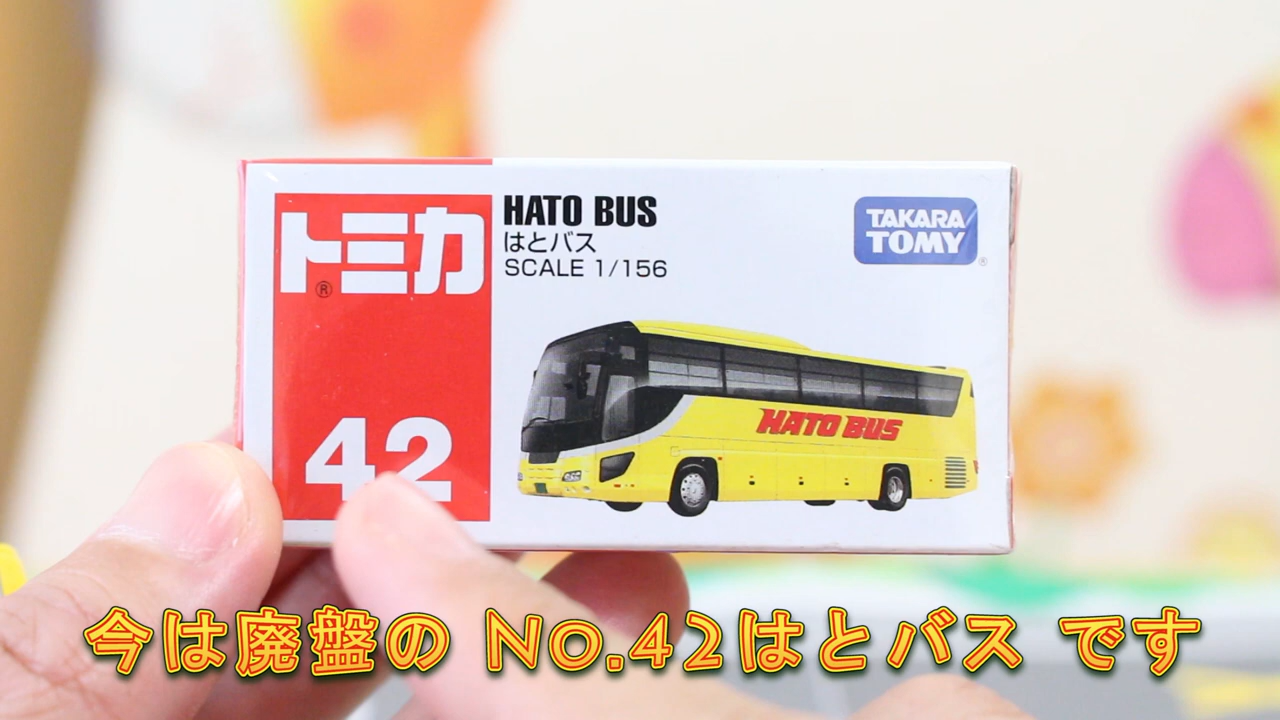 トミカ
®
42
HATO BUS
はとバス
SCALE 1/156
TAKARA
TOMY
®
HATO BUS
今は廃盤の No.42はとバス です